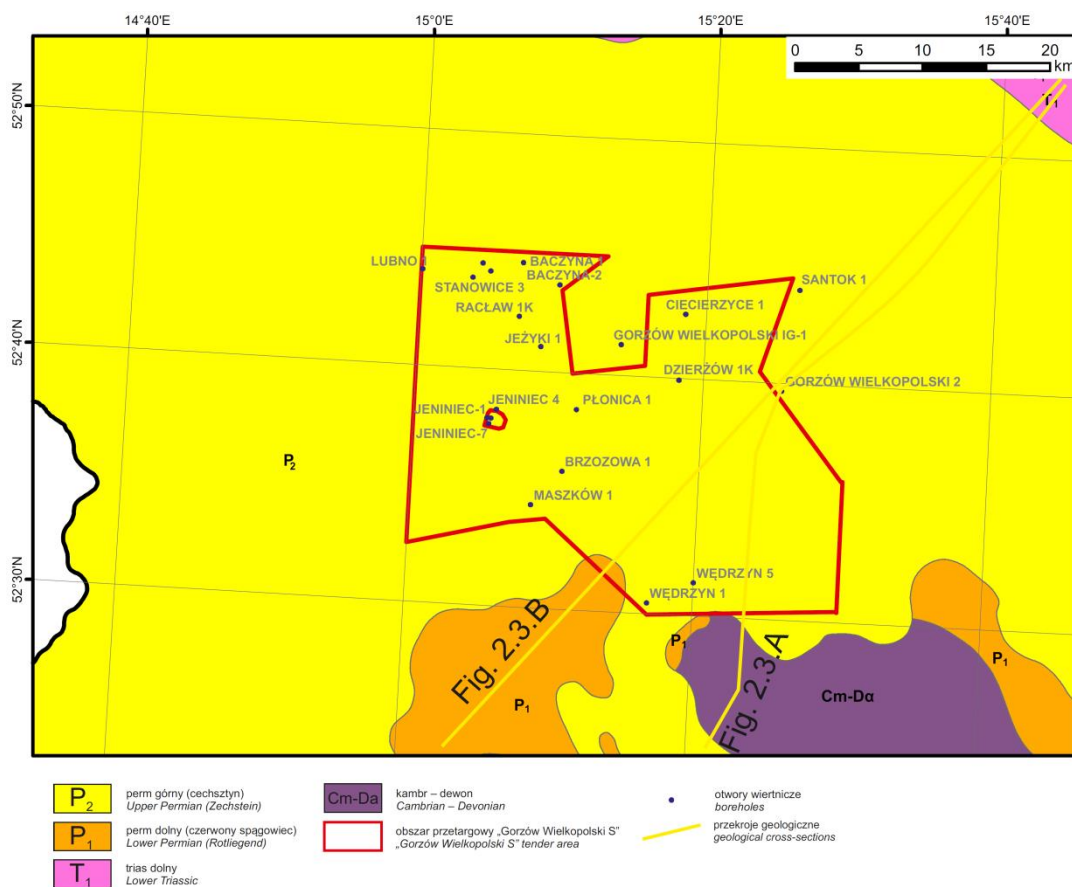 14°40'E
15°0'E
15°20'E
15°40'E
0 5 10 15 20
km
52°50'N
T₁
LUBNO 1
BACZYNA 1
BACZYNA-2
SANTOK 1
STANOWICE 3
RACŁAW 1K
CIECIERZYCE 1
JEŻYKI 1
GORZÓW WIELKOPOLSKI IG-1
52°40'N
DZIERŻÓW 1K
GORZÓW WIELKOPOLSKI 2
JENINIEC 4
PŁONICA 1
JENINIEC-1
JENINIEC-7
P₂
BRZOZOWA 1
MASZKÓW 1
52°30'N
WĘDRZYN 5
WĘDRZYN 1
Fig. 2.3.B
P₁
Fig. 2.3.A
P₁
Cm-Dα
P₁
P₂
perm górny (cechsztyn)
Upper Permian (Zechstein)
P₁
perm dolny (czerwony spągowiec)
Lower Permian (Rotliegend)
T₁
trias dolny
Lower Triassic
Cm-Da
kambr – dewon
Cambrian – Devonian
obszar przetargowy „Gorzów Wielkopolski S"
„Gorzów Wielkopolski S" tender area
otwory wiertnicze
boreholes
przekroje geologiczne
geological cross-sections